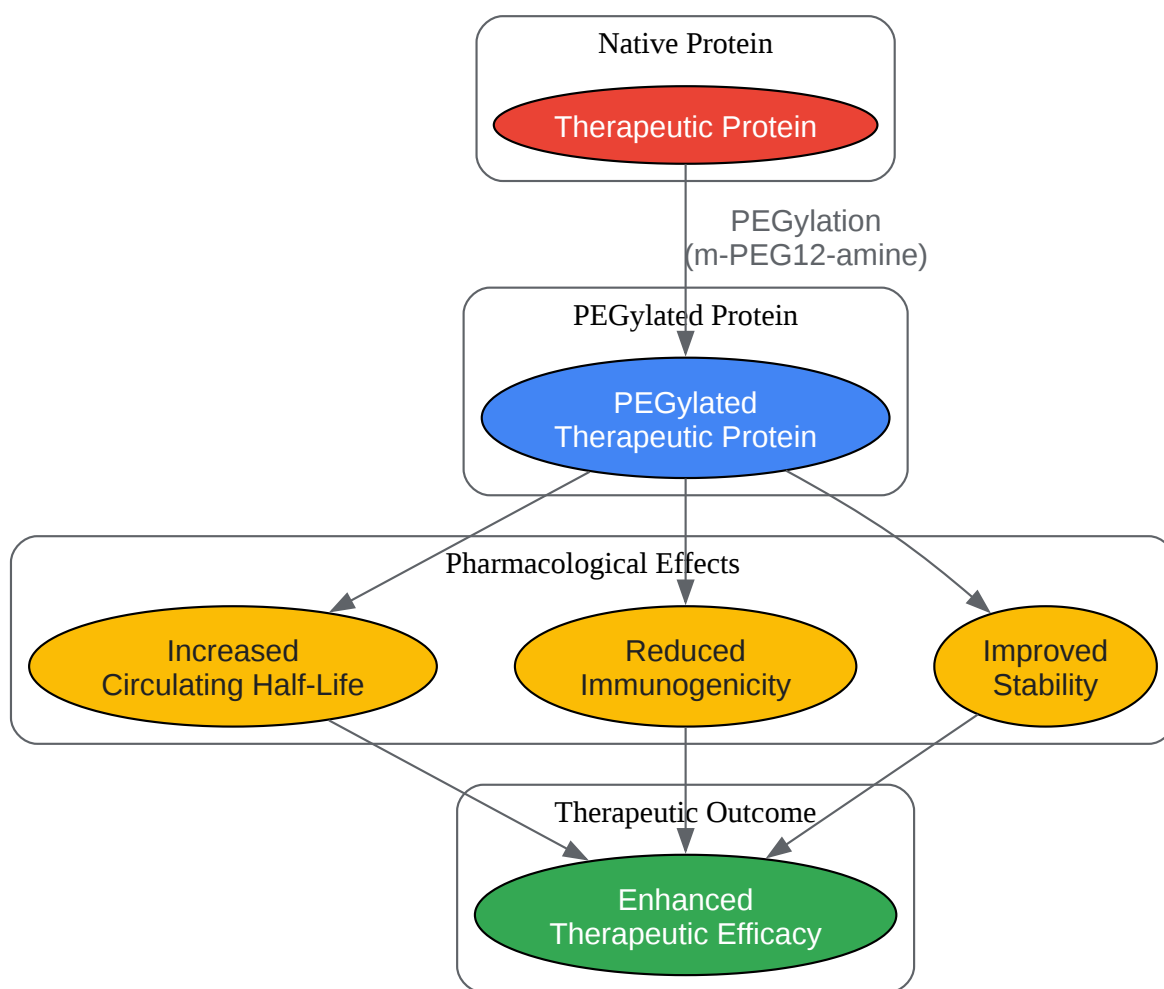 Native Protein
Therapeutic Protein
PEGylation
(m-PEG12-amine)
PEGylated Protein
PEGylated
Therapeutic Protein
Pharmacological Effects
Increased
Circulating Half-Life
Reduced
Immunogenicity
Improved
Stability
Therapeutic Outcome
Enhanced
Therapeutic Efficacy